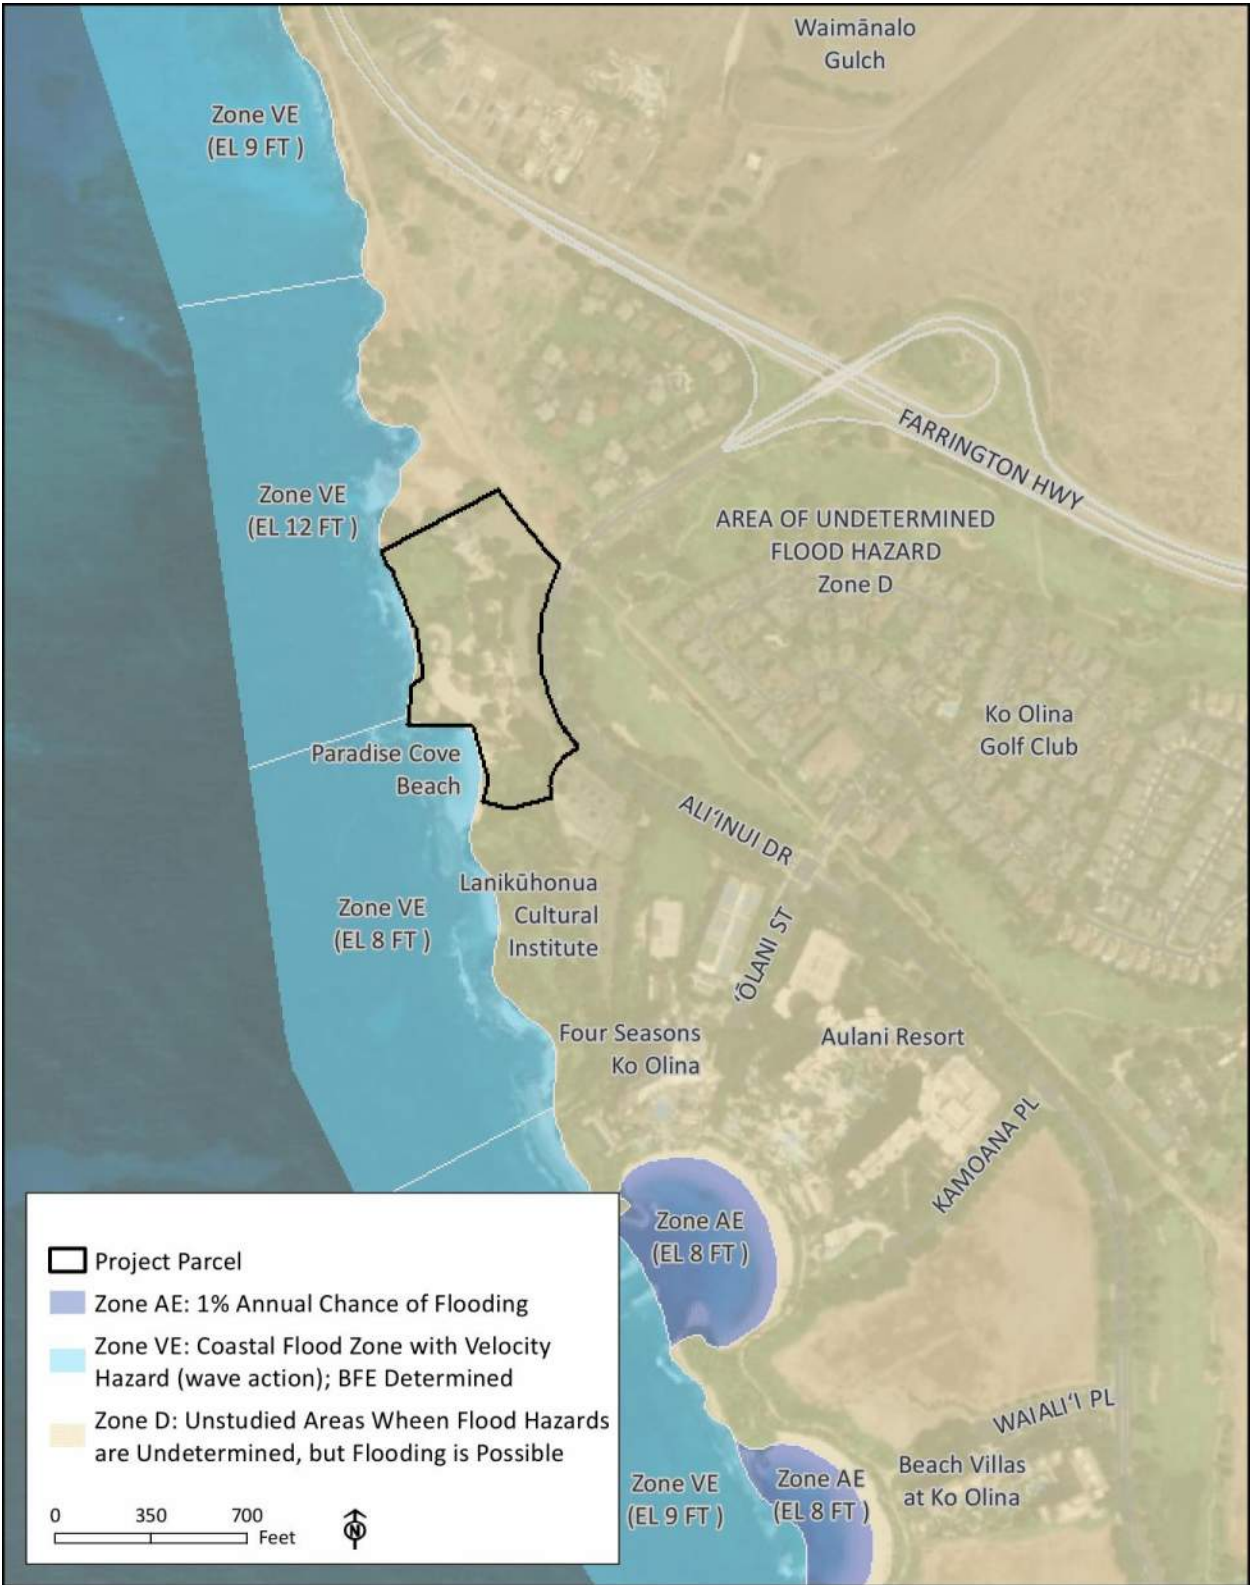 Waimānalo
Gulch
Zone VE
(EL 9 FT )
FARRINGTON HWY
Zone VE
(EL 12 FT )
AREA OF UNDETERMINED
FLOOD HAZARD
Zone D
Ko Olina
Golf Club
Paradise Cove
Beach
ALIʻINUI DR
Lanikūhonua
Cultural
Institute
Zone VE
(EL 8 FT )
ʻŌLANI ST
Four Seasons
Ko Olina
Aulani Resort
KAMOANA PL
Zone AE
(EL 8 FT )
WAIALIʻI PL
Beach Villas
at Ko Olina
Zone VE
(EL 9 FT )
Zone AE
(EL 8 FT )
Project Parcel
Zone AE: 1% Annual Chance of Flooding
Zone VE: Coastal Flood Zone with Velocity
Hazard (wave action); BFE Determined
Zone D: Unstudied Areas Wheen Flood Hazards
are Undetermined, but Flooding is Possible
0 350 700
Feet
N